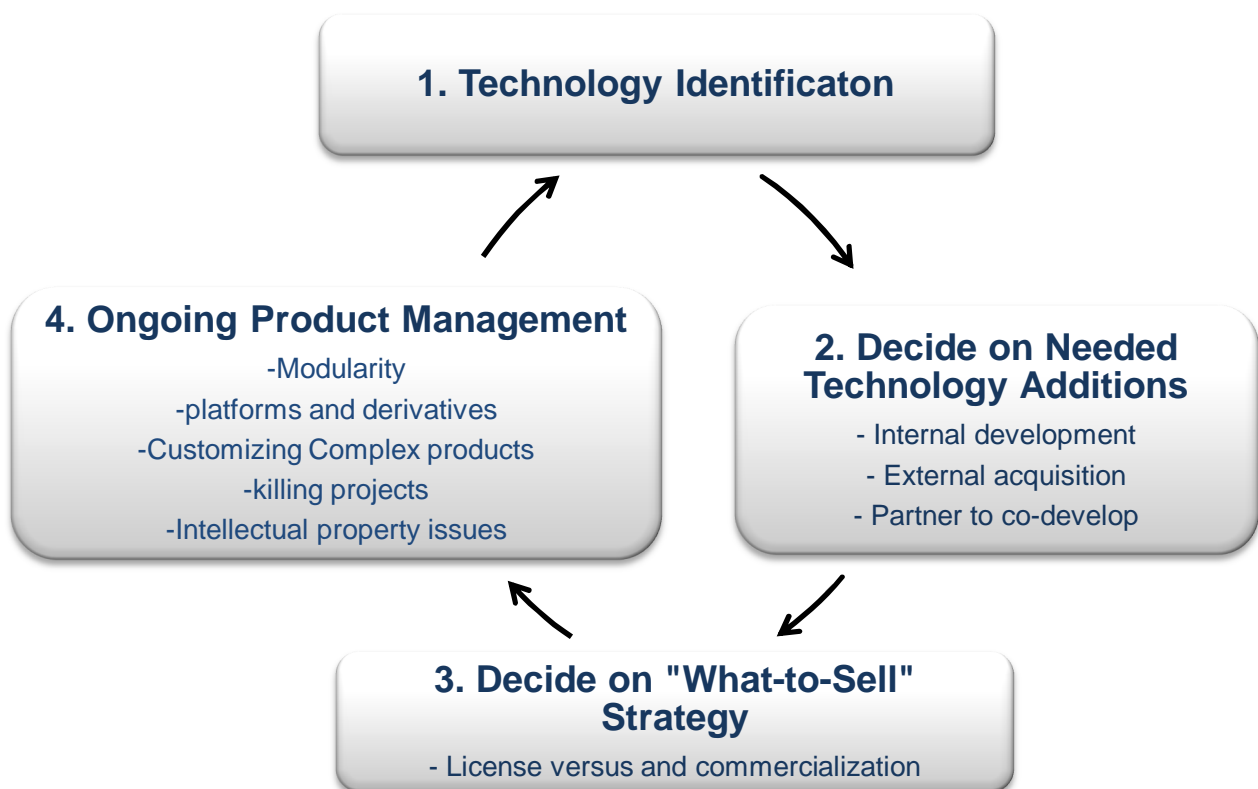 1. Technology Identificaton
4. Ongoing Product Management
-Modularity
-platforms and derivatives
-Customizing Complex products
-killing projects
-Intellectual property issues
2. Decide on Needed
Technology Additions
- Internal development
- External acquisition
- Partner to co-develop
3. Decide on "What-to-Sell"
Strategy
- License versus and commercialization